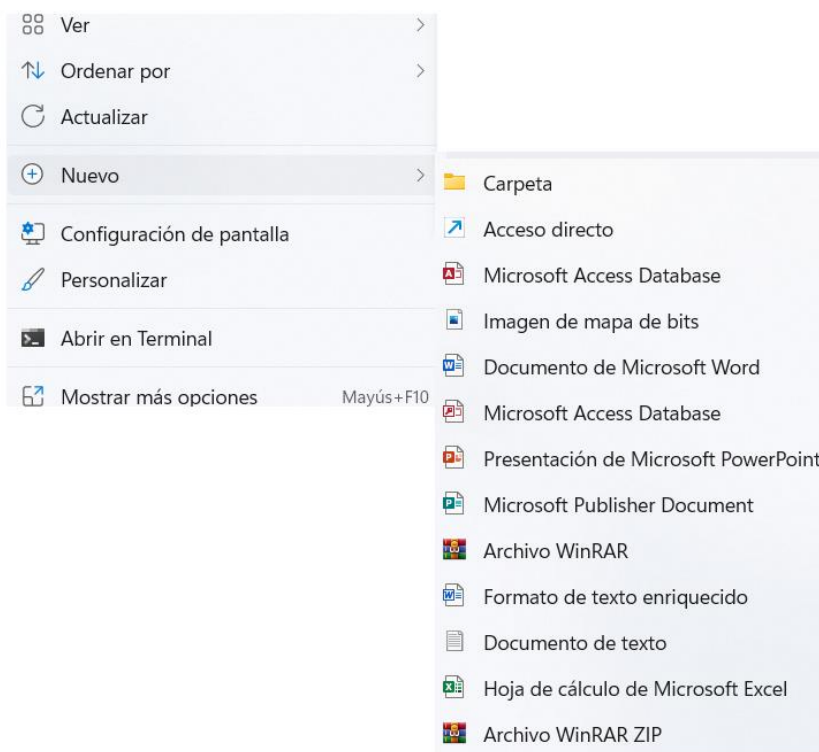 Ver
Ordenar por
Actualizar
Nuevo
Configuración de pantalla
Personalizar
Abrir en Terminal
Mostrar más opciones Mayús+F10
Carpeta
Acceso directo
Microsoft Access Database
Imagen de mapa de bits
Documento de Microsoft Word
Microsoft Access Database
Presentación de Microsoft PowerPoint
Microsoft Publisher Document
Archivo WinRAR
Formato de texto enriquecido
Documento de texto
Hoja de cálculo de Microsoft Excel
Archivo WinRAR ZIP